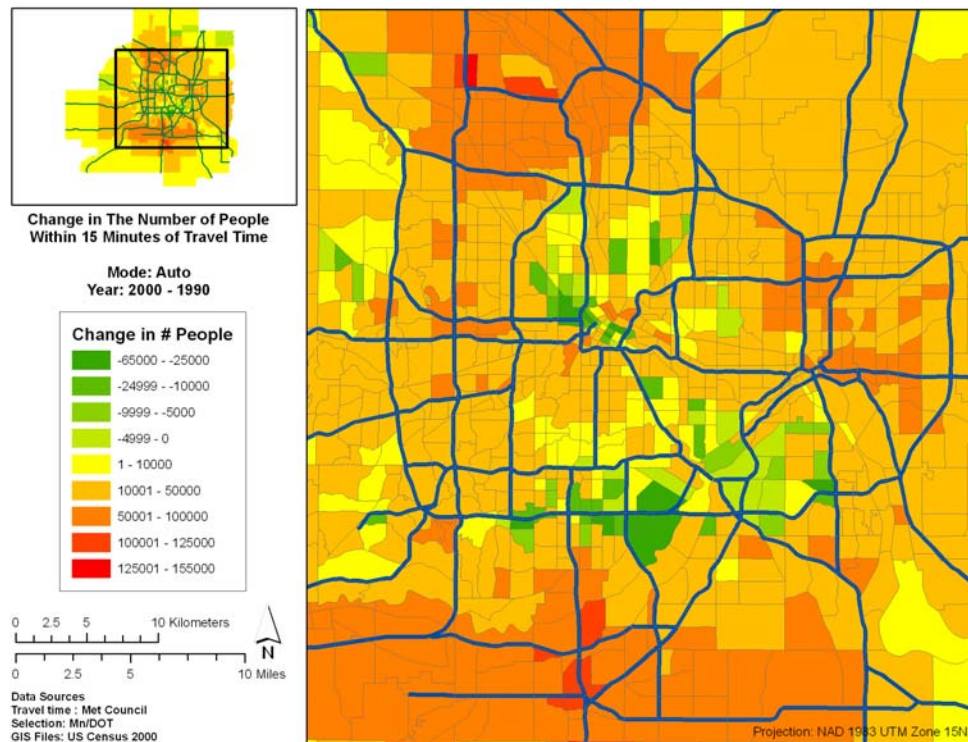 Change in The Number of People
Within 15 Minutes of Travel Time
Mode: Auto
Year: 2000 - 1990
Change in # People
-65000 - -25000
-24999 - -10000
-9999 - -5000
-4999 - 0
1 - 10000
10001 - 50000
50001 - 100000
100001 - 125000
125001 - 155000
0 2.5 5 10 Kilometers
0 2.5 5 10 Miles
N
Data Sources
Travel time : Met Council
Selection: Mn/DOT
GIS Files: US Census 2000
Projection: NAD 1983 UTM Zone 15N